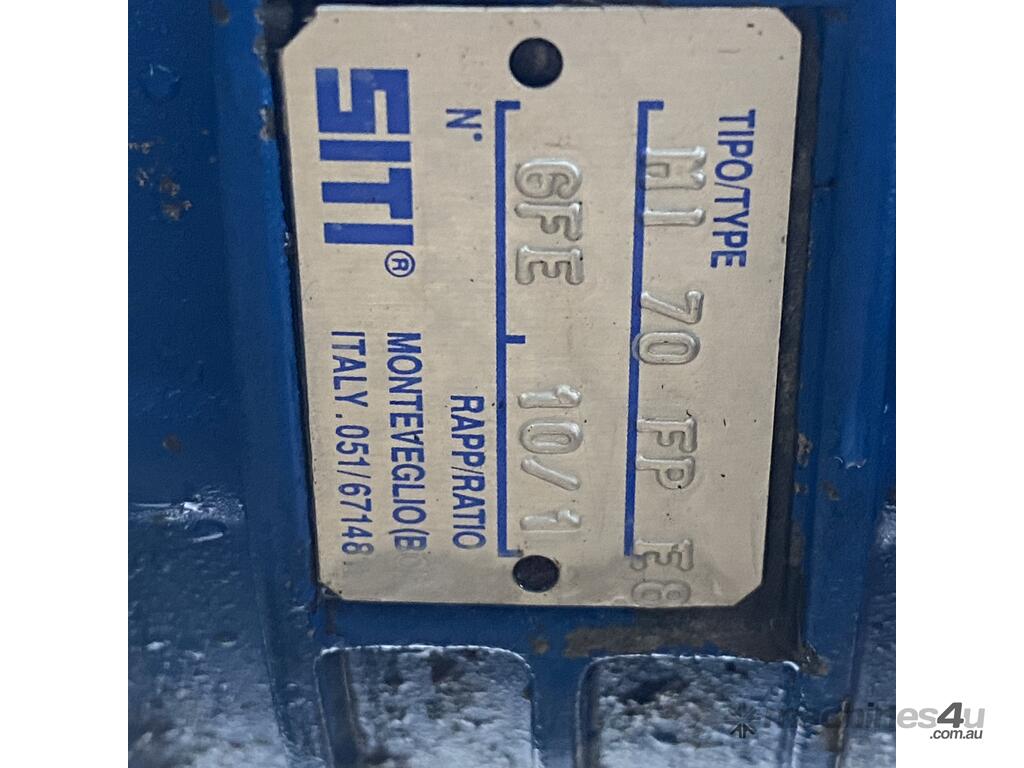 TIPO/TYPE
MI 70 FP E8
6FE 10/1
N° RAPP/RATIO
SITI® MONTEVEGLIO (BO
ITALY . 051/67148
machines4u
.com.au